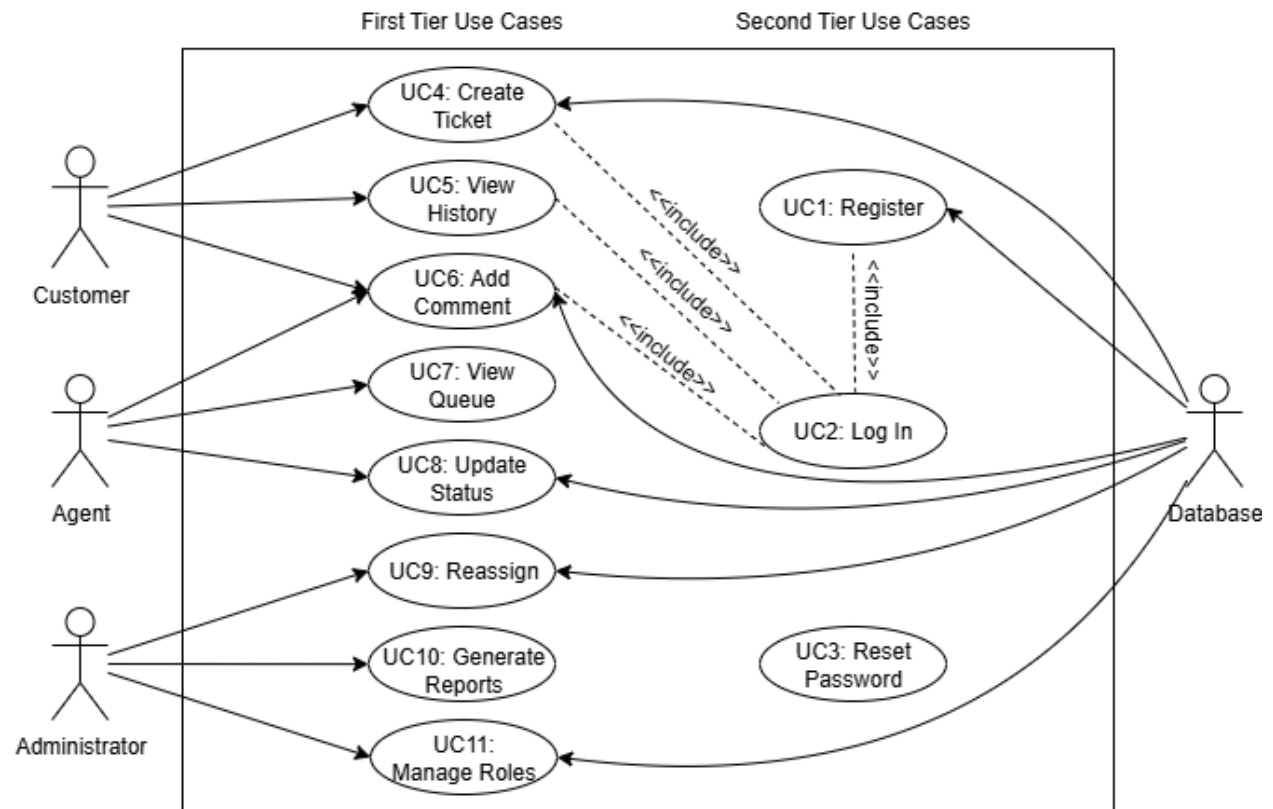 First Tier Use Cases
Second Tier Use Cases
UC4: Create
Ticket
UC5: View
History
<<include>>
UC1: Register
Customer
UC6: Add
Comment
<<include>>
<<include>>
<<include>>
UC7: View
Queue
UC2: Log In
Agent
UC8: Update
Status
Database
UC9: Reassign
UC10: Generate
Reports
UC3: Reset
Password
Administrator
UC11:
Manage Roles